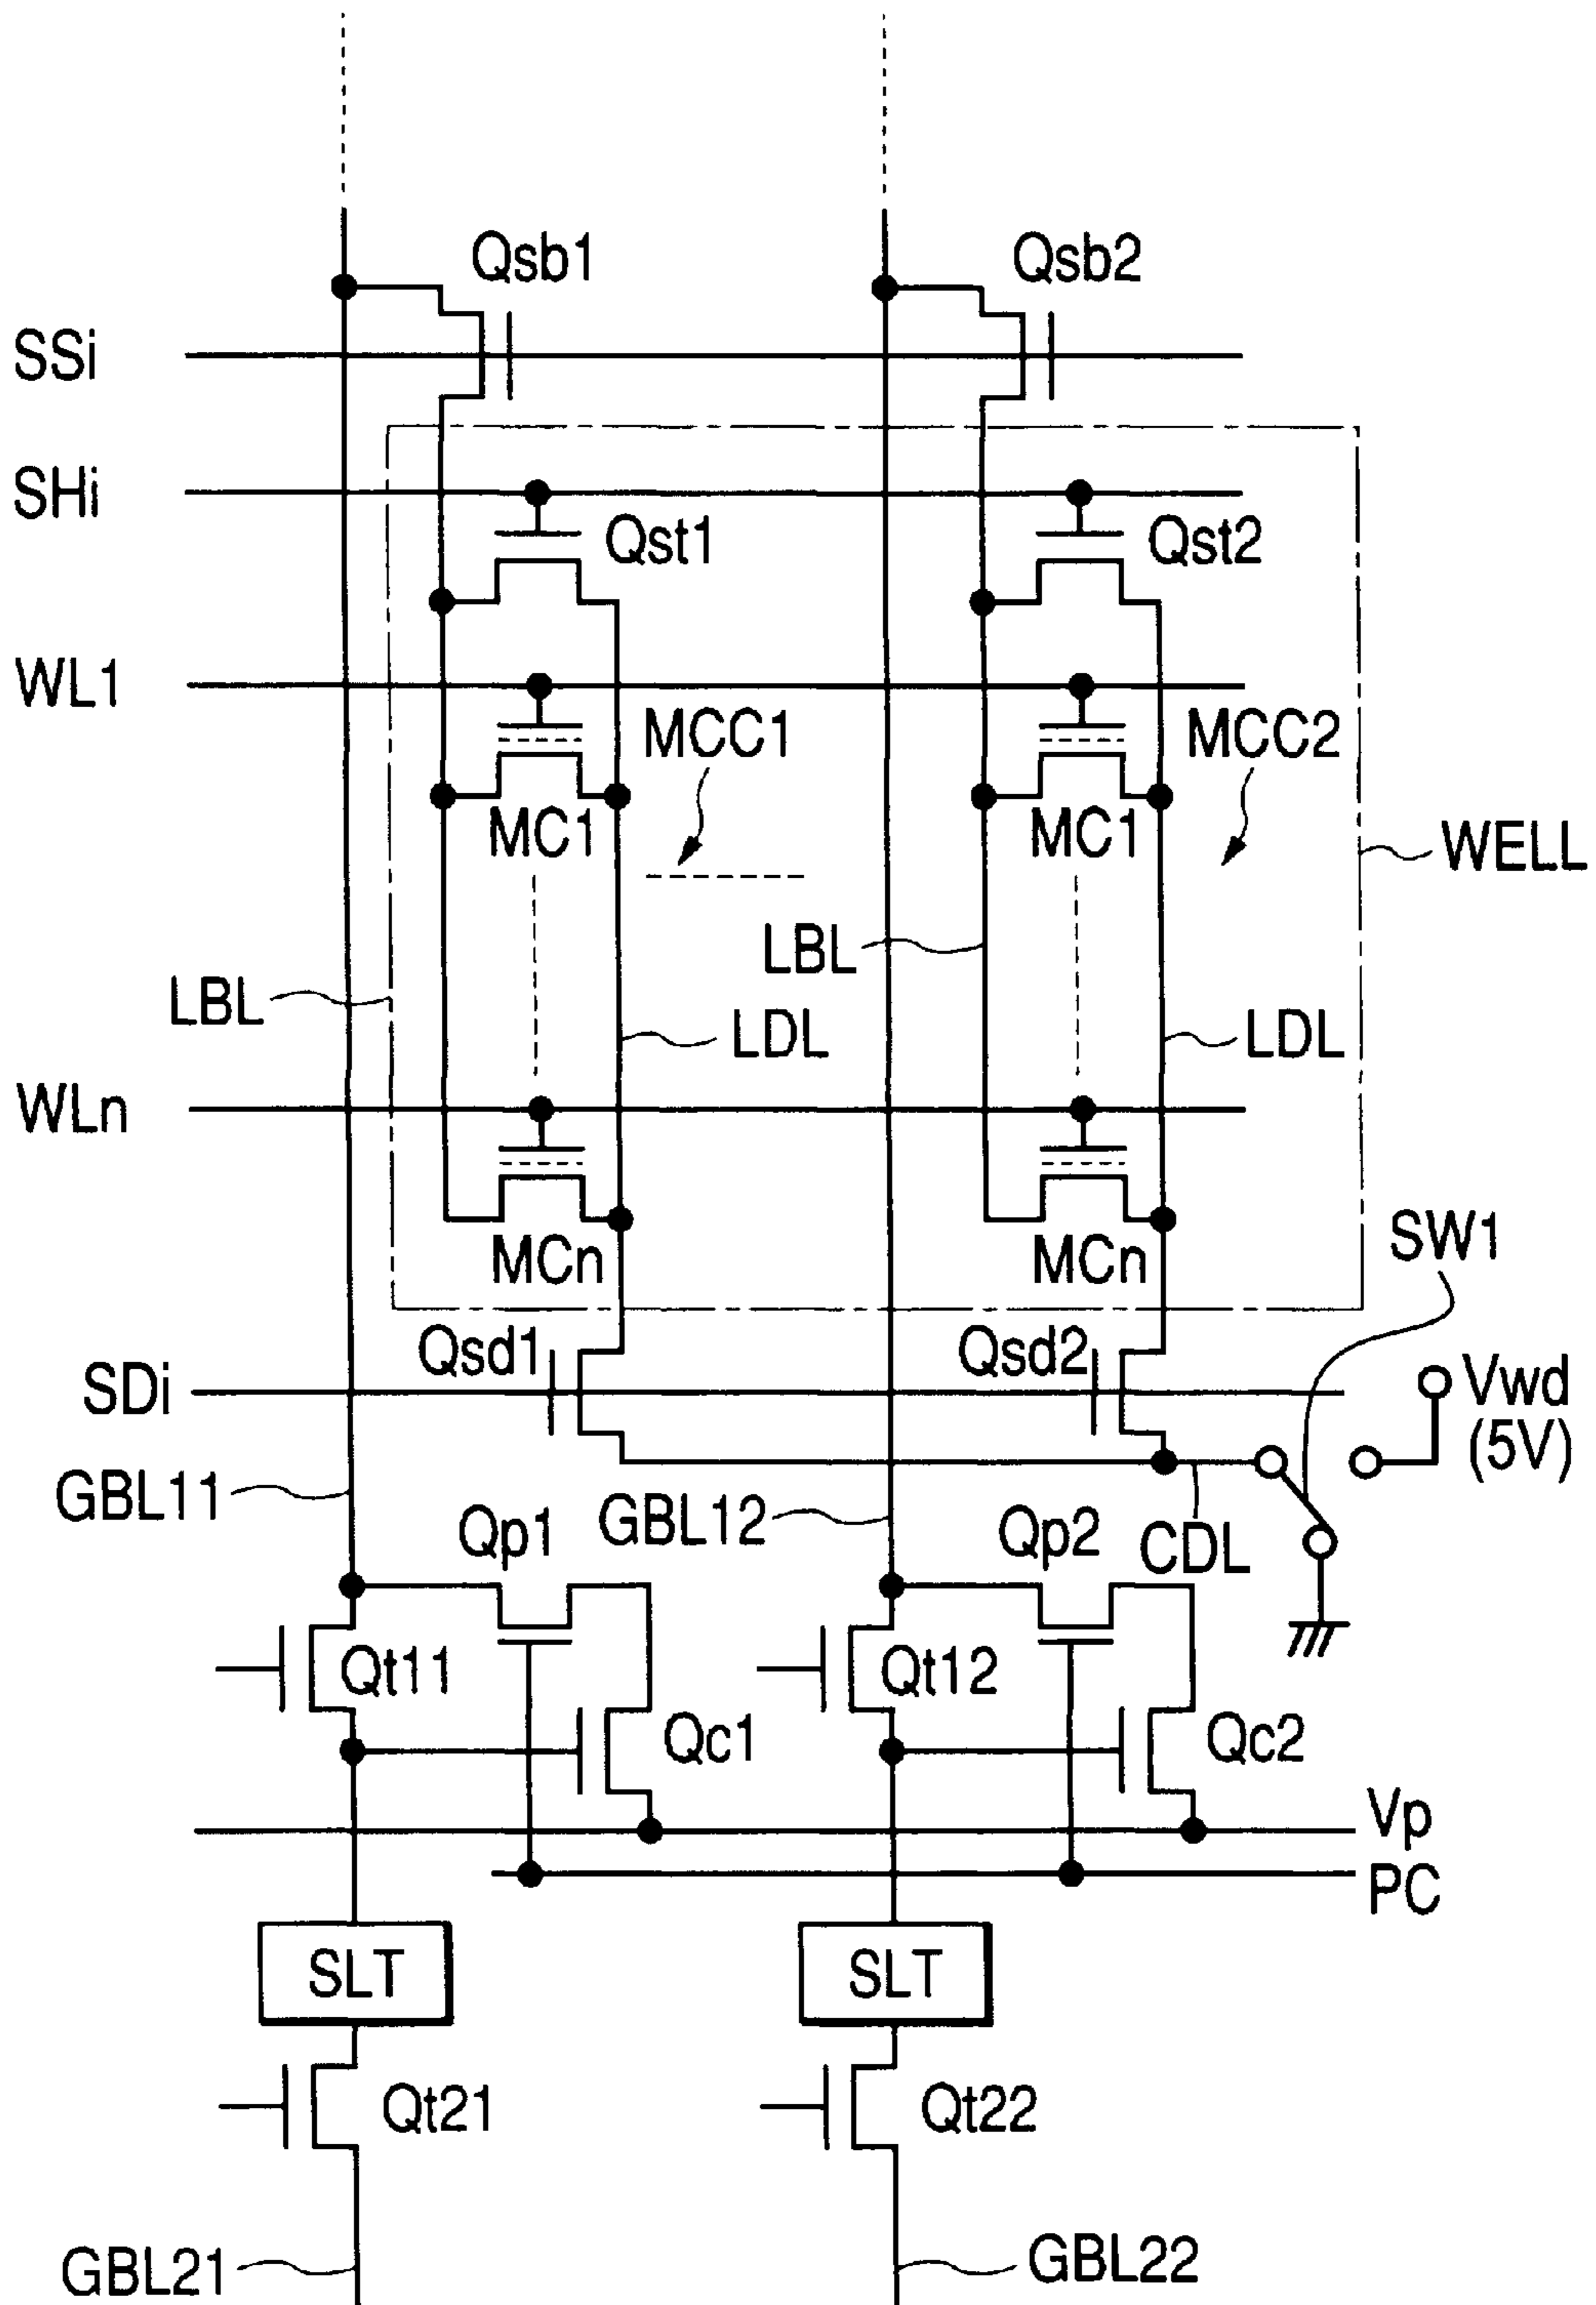 Qsb1 Qsb2
SSi
SHi
Qst1 Qst2
WL1
MCC1 MCC2
MC1 MC1
WELL
LBL
LBL
LDL LDL
WLn
MCn MCn
SW1
Qsd1 Qsd2
SDi
Vwd
(5V)
GBL11
GBL12
Qp1 Qp2
CDL
Qt11 Qt12
Qc1 Qc2
Vp
PC
SLT SLT
Qt21 Qt22
GBL21 GBL22